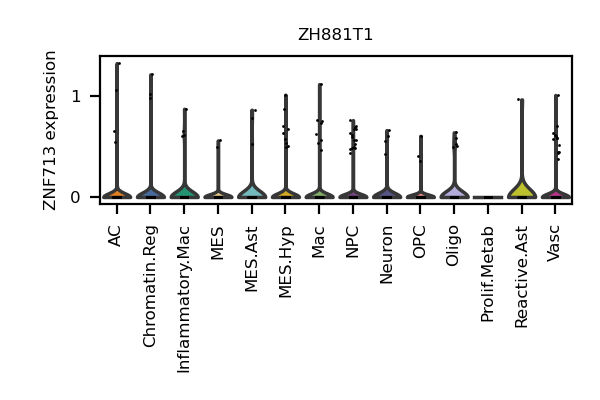 ZH881T1
ZNF713 expression
1
0
AC
Chromatin.Reg
Inflammatory.Mac
MES
MES.Ast
MES.Hyp
Mac
NPC
Neuron
OPC
Oligo
Prolif.Metab
Reactive.Ast
Vasc